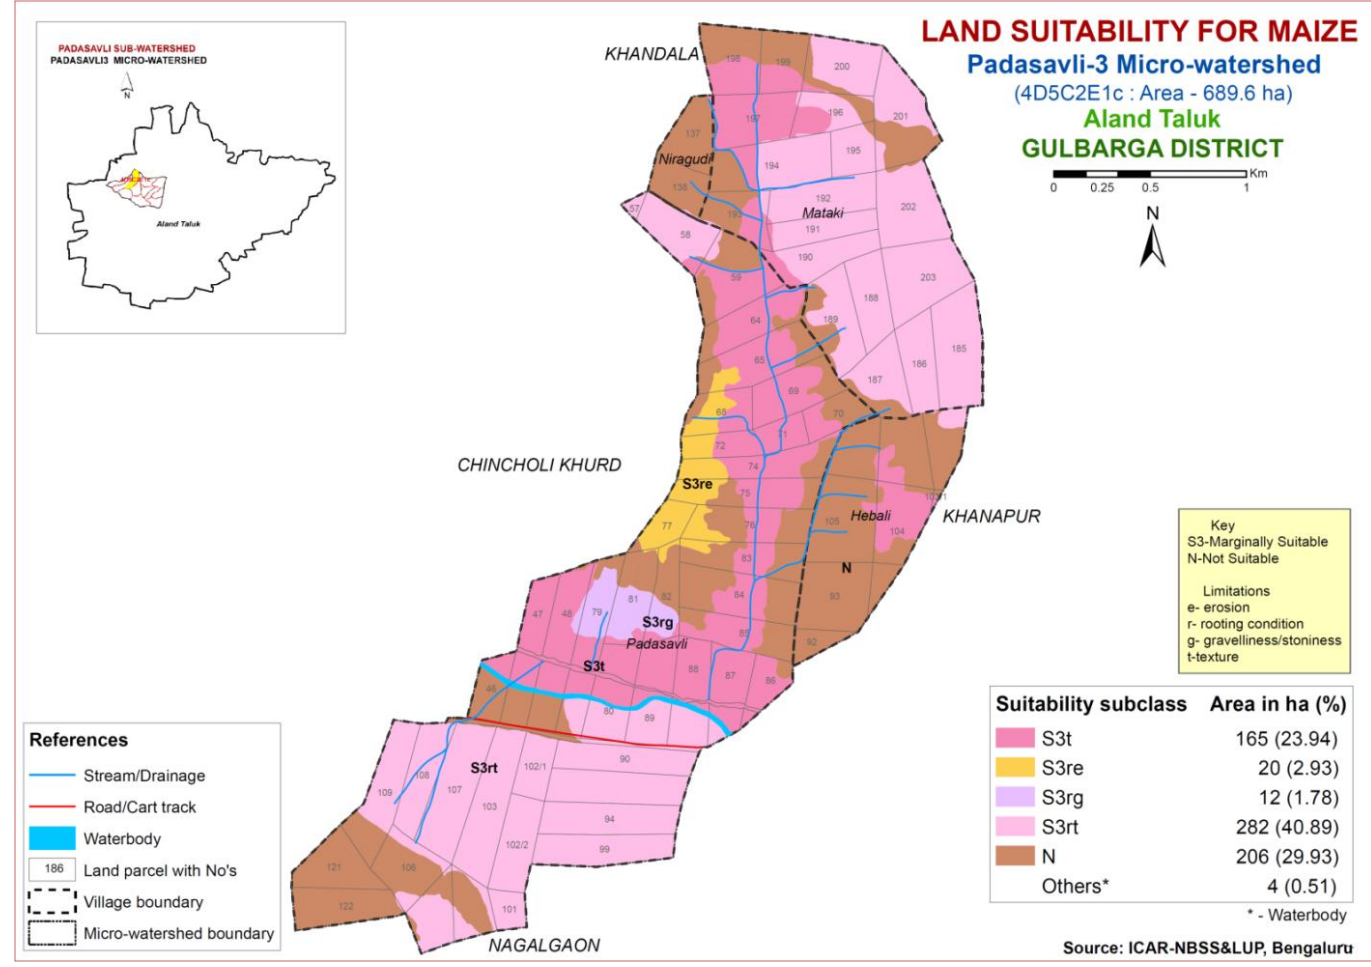 PADASAVLI SUB-WATERSHED
PADASAVLI3 MICRO-WATERSHED
N
Aland Taluk
LAND SUITABILITY FOR MAIZE
Padasavli-3 Micro-watershed
(4D5C2E1c : Area - 689.6 ha)
Aland Taluk
GULBARGA DISTRICT
0 0.25 0.5 1 Km
N
KHANDALA
198
199
200
197
196
201
137
195
Niragudi
194
138
192
57
193
Mataki
202
191
58
190
59
203
188
64
189
65
186
185
187
69
66
70
71
72
CHINCHOLI KHURD
74
S3re
75
77
76
105
Hebali
104
KHANAPUR
83
N
81
82
84
93
47
48
79
S3rg
85
92
Padasavli
S3t
88
87
86
46
80
89
S3rt
102/1
90
108
109
107
103
94
102/2
99
121
106
122
101
NAGALGAON
Key
S3-Marginally Suitable
N-Not Suitable
Limitations
e- erosion
r- rooting condition
g- gravelliness/stoniness
t-texture
Suitability subclass Area in ha (%)
S3t 165 (23.94)
S3re 20 (2.93)
S3rg 12 (1.78)
S3rt 282 (40.89)
N 206 (29.93)
Others* 4 (0.51)
* - Waterbody
Source: ICAR-NBSS&LUP, Bengaluru
References
Stream/Drainage
Road/Cart track
Waterbody
186 Land parcel with No's
Village boundary
Micro-watershed boundary